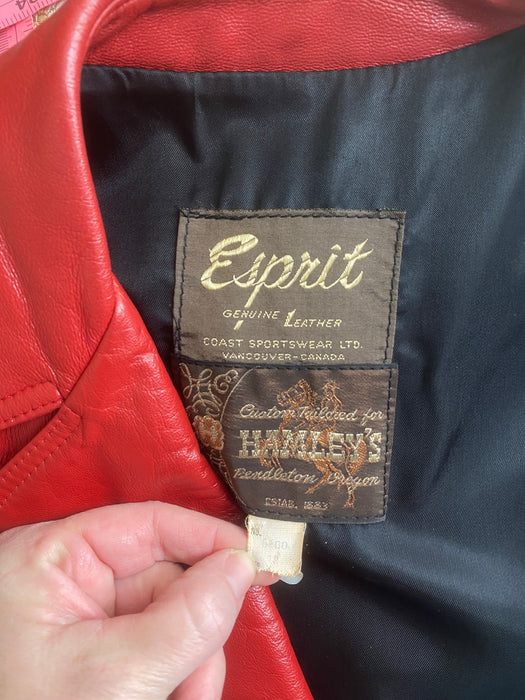 Esprit
GENUINE LEATHER
COAST SPORTSWEAR LTD.
VANCOUVER-CANADA
Custom Tailored for
HAMLEY'S
Pendleton Oregon
ESTAB. 1883